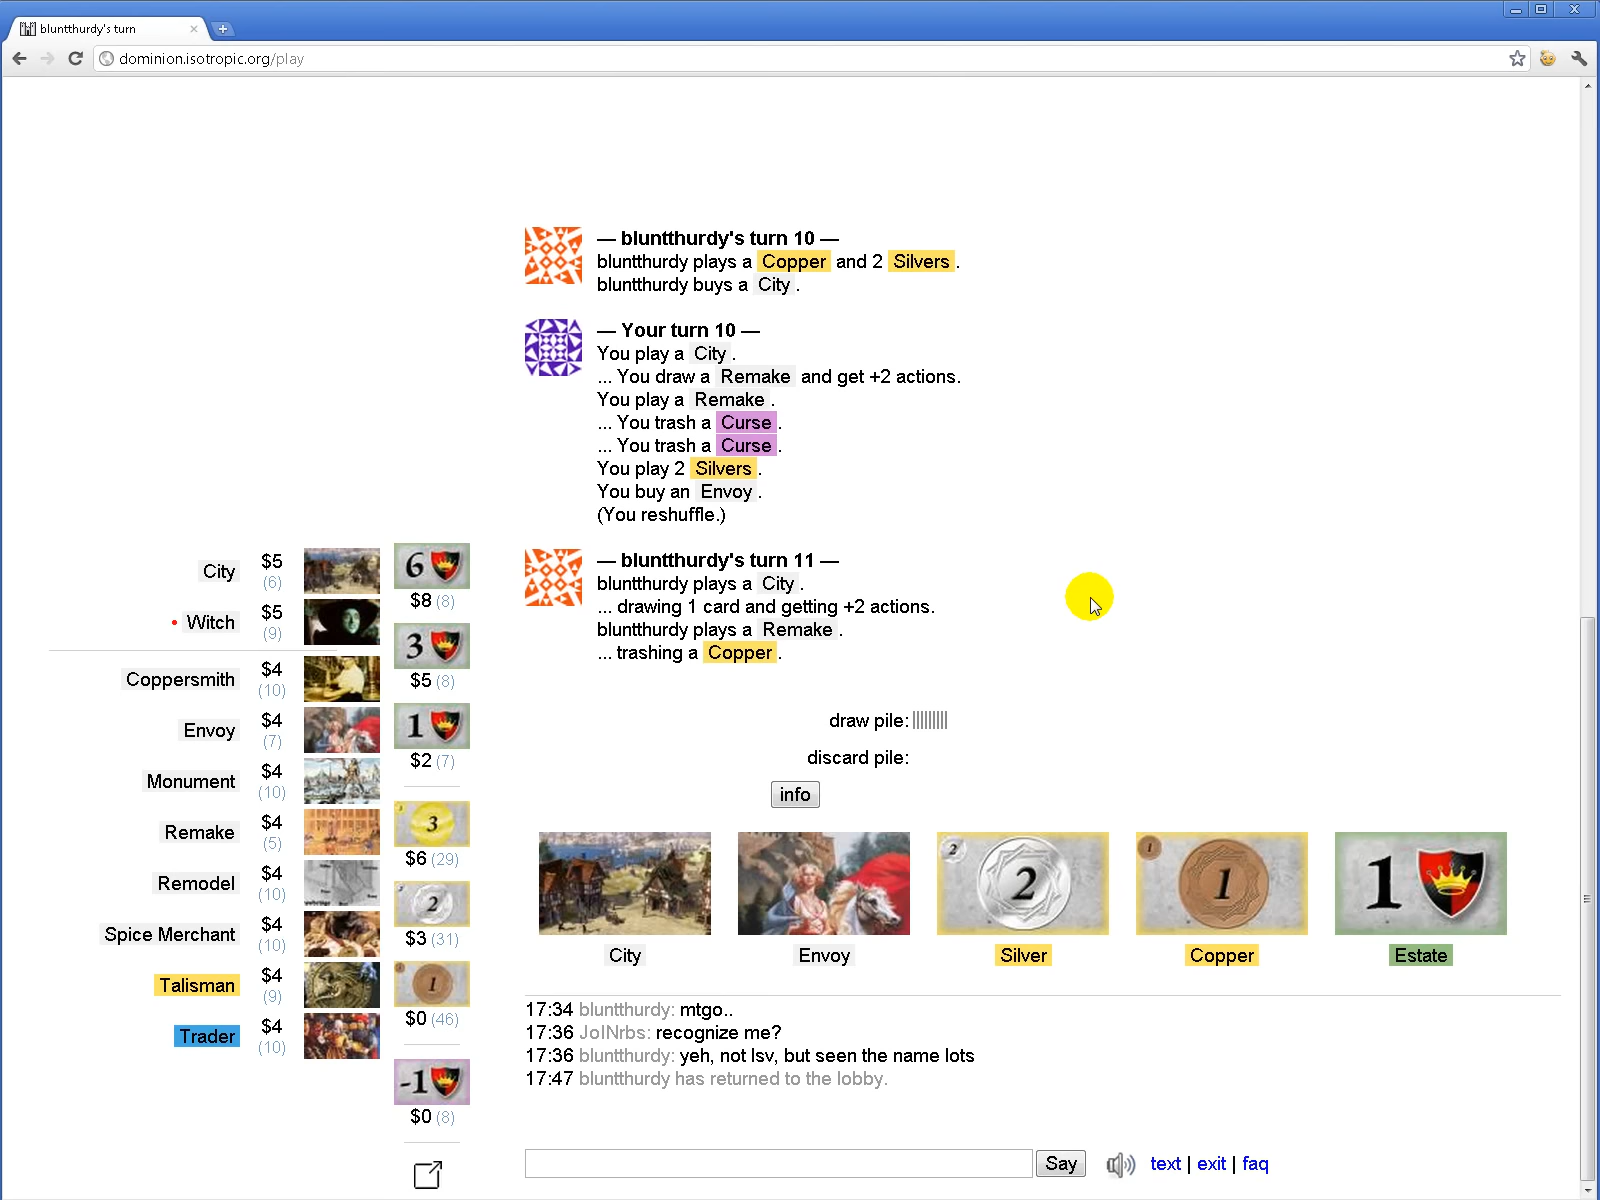 bluntthurdy's turn
dominion.isotropic.org/play
— bluntthurdy's turn 10 —
bluntthurdy plays a Copper and 2 Silvers.
bluntthurdy buys a City.
— Your turn 10 —
You play a City.
... You draw a Remake and get +2 actions.
You play a Remake.
... You trash a Curse.
... You trash a Curse.
You play 2 Silvers.
You buy an Envoy.
(You reshuffle.)
— bluntthurdy's turn 11 —
bluntthurdy plays a City.
... drawing 1 card and getting +2 actions.
bluntthurdy plays a Remake.
... trashing a Copper.
City $5 (6)
• Witch $5 (9)
Coppersmith $4 (10)
Envoy $4 (7)
Monument $4 (10)
Remake $4 (5)
Remodel $4 (10)
Spice Merchant $4 (10)
Talisman $4 (9)
Trader $4 (10)
6
$8 (8)
3
$5 (8)
1
$2 (7)
3
$6 (29)
2
$3 (31)
1
$0 (46)
-1
$0 (8)
draw pile:
discard pile:
info
2 2 1 1 1
City Envoy Silver Copper Estate
17:34 bluntthurdy: mtgo..
17:36 JolNrbs: recognize me?
17:36 bluntthurdy: yeh, not lsv, but seen the name lots
17:47 bluntthurdy has returned to the lobby.
Say text | exit | faq